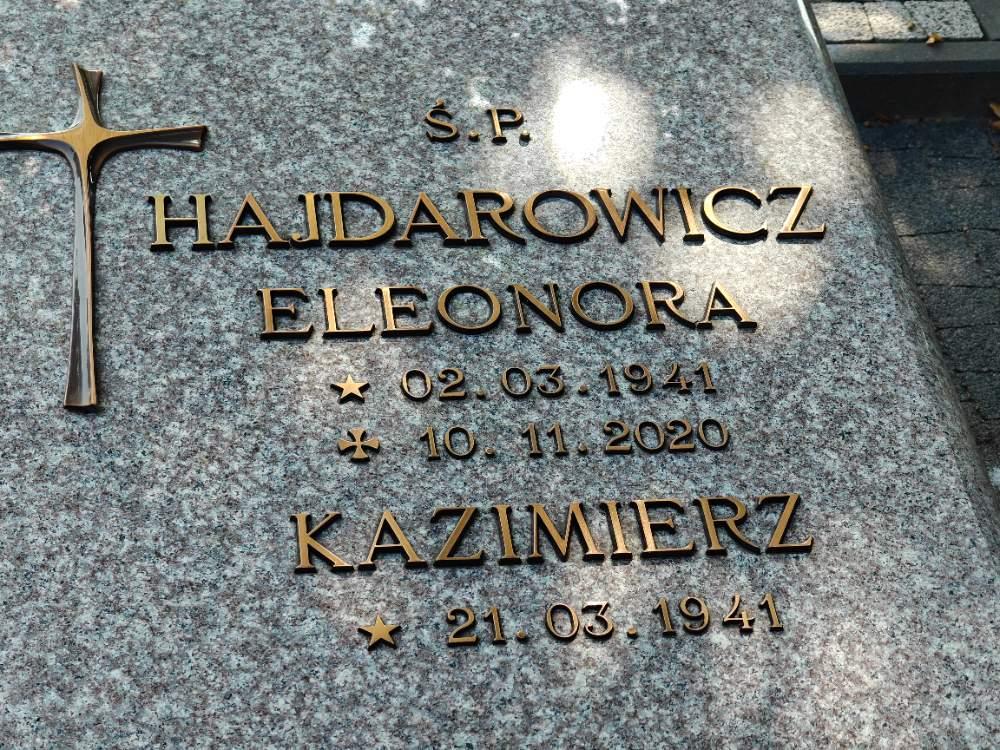 Ś.P.
HAJDAROWICZ
ELEONORA
02.03.1941
10.11.2020
KAZIMIERZ
21.03.1941